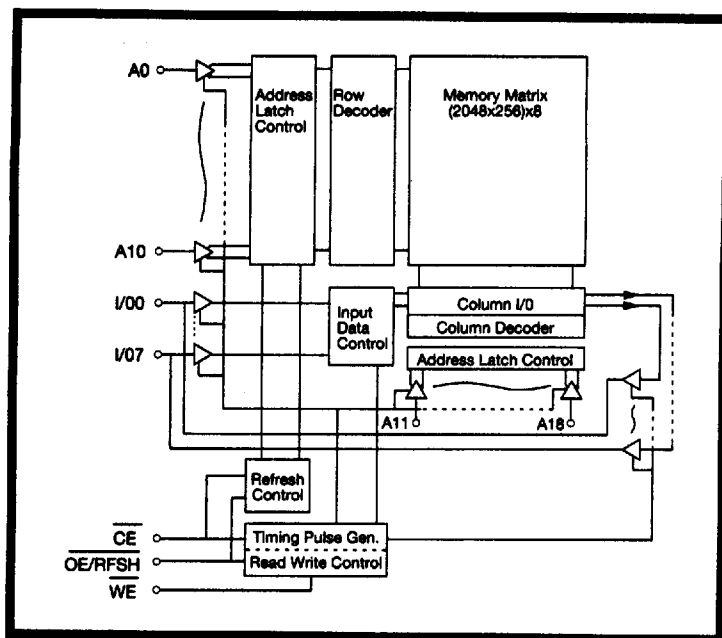 A0
Address
Latch
Control
Row
Decoder
Memory Matrix
(2048x256)x8
A10
I/00
I/07
Input
Data
Control
Column I/0
Column Decoder
Address Latch Control
A11
A18
Refresh
Control
CE
OE/RFSH
WE
Timing Pulse Gen.
Read Write Control